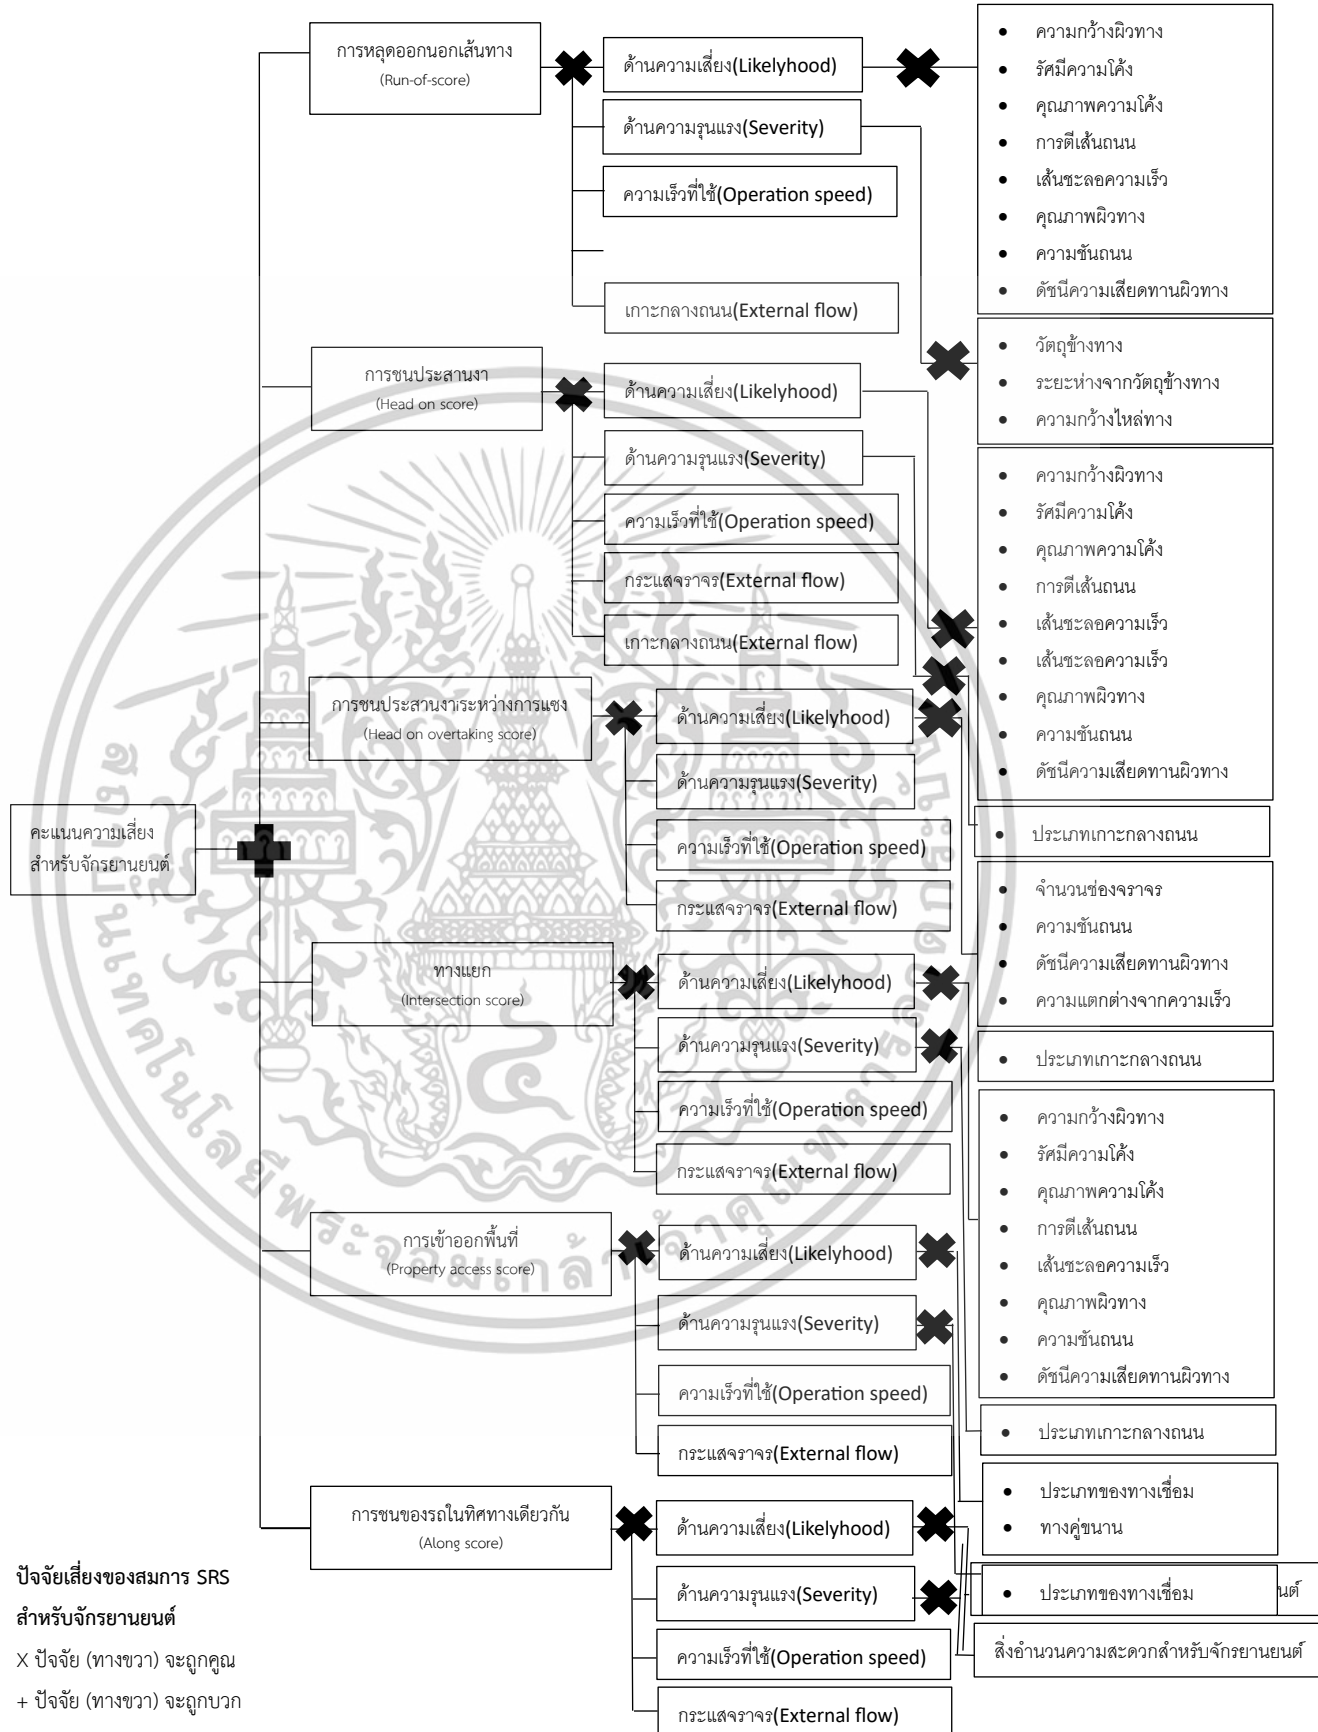 การหลุดออกนอกเส้นทาง
(Run-of-score)
ด้านความเสี่ยง(Likelyhood)
ด้านความรุนแรง(Severity)
ความเร็วที่ใช้(Operation speed)
เกาะกลางถนน(External flow)
• ความกว้างผิวทาง
• รัศมีความโค้ง
• คุณภาพความโค้ง
• การตีเส้นถนน
• เส้นชะลอความเร็ว
• คุณภาพผิวทาง
• ความชันถนน
• ดัชนีความเสียดทานผิวทาง
• วัตถุข้างทาง
• ระยะห่างจากวัตถุข้างทาง
• ความกว้างไหล่ทาง
การชนประสานงา
(Head on score)
ด้านความเสี่ยง(Likelyhood)
ด้านความรุนแรง(Severity)
ความเร็วที่ใช้(Operation speed)
กระแสจราจร(External flow)
เกาะกลางถนน(External flow)
• ความกว้างผิวทาง
• รัศมีความโค้ง
• คุณภาพความโค้ง
• การตีเส้นถนน
• เส้นชะลอความเร็ว
• เส้นชะลอความเร็ว
• คุณภาพผิวทาง
• ความชันถนน
• ดัชนีความเสียดทานผิวทาง
• ประเภทเกาะกลางถนน
การชนประสานงาระหว่างการแซง
(Head on overtaking score)
ด้านความเสี่ยง(Likelyhood)
ด้านความรุนแรง(Severity)
ความเร็วที่ใช้(Operation speed)
กระแสจราจร(External flow)
• จำนวนช่องจราจร
• ความชันถนน
• ดัชนีความเสียดทานผิวทาง
• ความแตกต่างจากความเร็ว
• ประเภทเกาะกลางถนน
คะแนนความเสี่ยง
สำหรับจักรยานยนต์
ทางแยก
(Intersection score)
ด้านความเสี่ยง(Likelyhood)
ด้านความรุนแรง(Severity)
ความเร็วที่ใช้(Operation speed)
กระแสจราจร(External flow)
• ความกว้างผิวทาง
• รัศมีความโค้ง
• คุณภาพความโค้ง
• การตีเส้นถนน
• เส้นชะลอความเร็ว
• คุณภาพผิวทาง
• ความชันถนน
• ดัชนีความเสียดทานผิวทาง
• ประเภทเกาะกลางถนน
การเข้าออกพื้นที่
(Property access score)
ด้านความเสี่ยง(Likelyhood)
ด้านความรุนแรง(Severity)
ความเร็วที่ใช้(Operation speed)
กระแสจราจร(External flow)
• ประเภทของทางเชื่อม
• ทางคู่ขนาน
• ประเภทของทางเชื่อม
การชนของรถในทิศทางเดียวกัน
(Along score)
ด้านความเสี่ยง(Likelyhood)
ด้านความรุนแรง(Severity)
ความเร็วที่ใช้(Operation speed)
กระแสจราจร(External flow)
นต์
สิ่งอำนวนความสะดวกสำหรับจักรยานยนต์
ปัจจัยเสี่ยงของสมการ SRS
สำหรับจักรยานยนต์
X ปัจจัย (ทางขวา) จะถูกคูณ
+ ปัจจัย (ทางขวา) จะถูกบวก
สถาบันเทคโนโลยีพระจอมเกล้าเจ้าคุณทหารลาดกระบัง